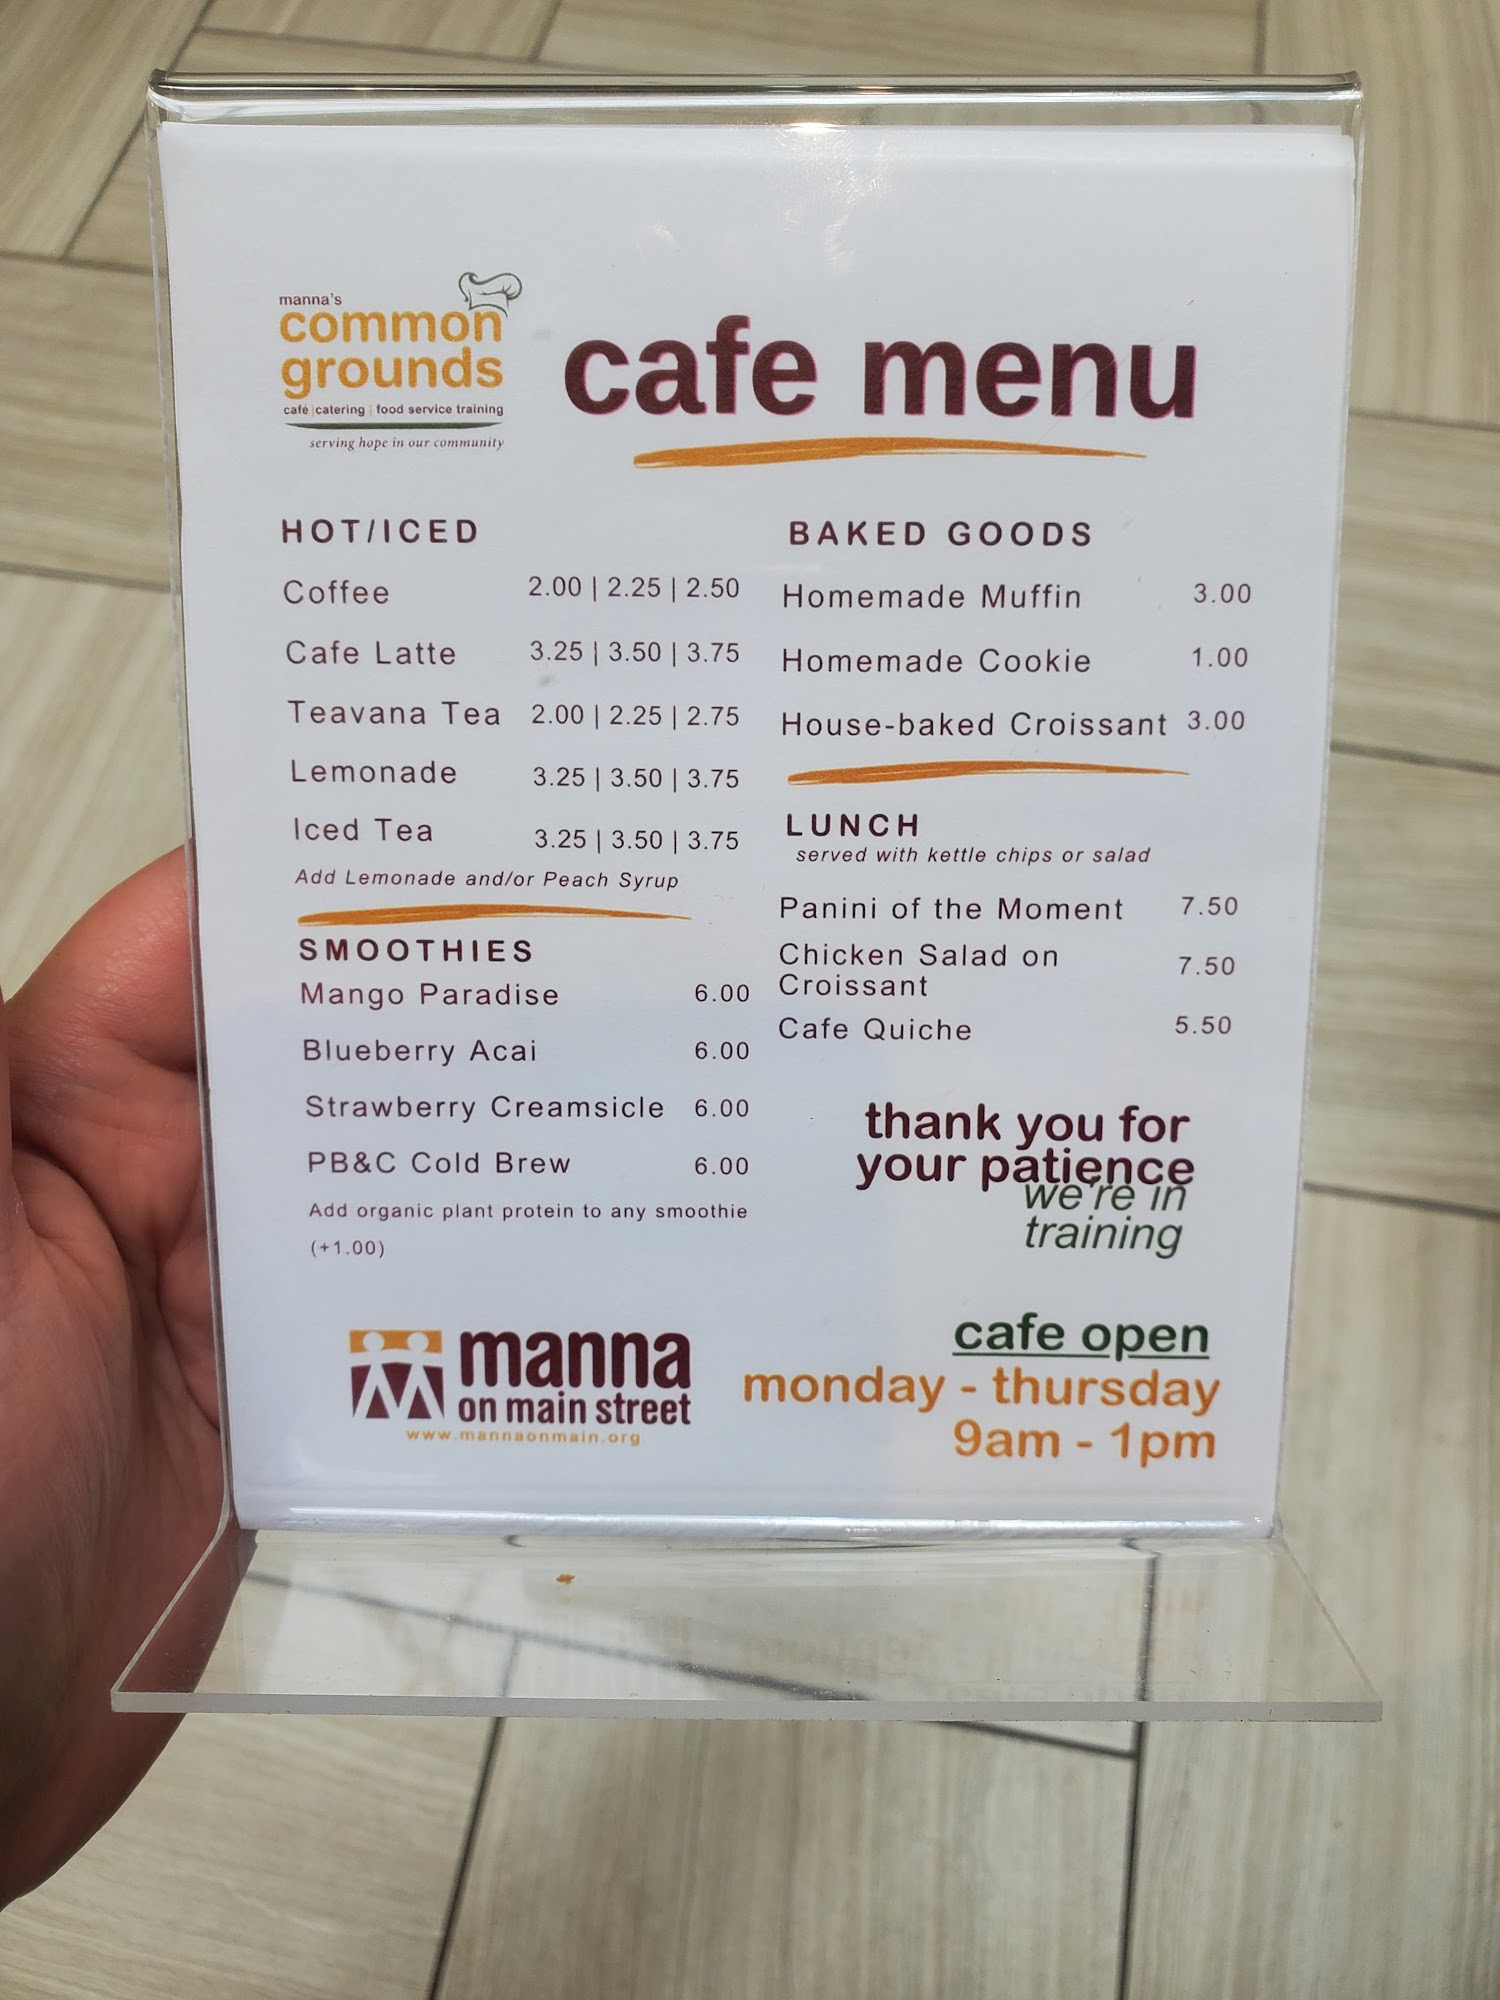 manna's
common
grounds
café | catering | food service training
serving hope in our community
cafe menu
HOT/ICED
Coffee 2.00 | 2.25 | 2.50
Cafe Latte 3.25 | 3.50 | 3.75
Teavana Tea 2.00 | 2.25 | 2.75
Lemonade 3.25 | 3.50 | 3.75
Iced Tea 3.25 | 3.50 | 3.75
Add Lemonade and/or Peach Syrup
SMOOTHIES
Mango Paradise 6.00
Blueberry Acai 6.00
Strawberry Creamsicle 6.00
PB&C Cold Brew 6.00
Add organic plant protein to any smoothie
(+1.00)
BAKED GOODS
Homemade Muffin 3.00
Homemade Cookie 1.00
House-baked Croissant 3.00
LUNCH
served with kettle chips or salad
Panini of the Moment 7.50
Chicken Salad on
Croissant 7.50
Cafe Quiche 5.50
thank you for
your patience
we're in
training
manna
on main street
www.mannaonmain.org
cafe open
monday - thursday
9am - 1pm